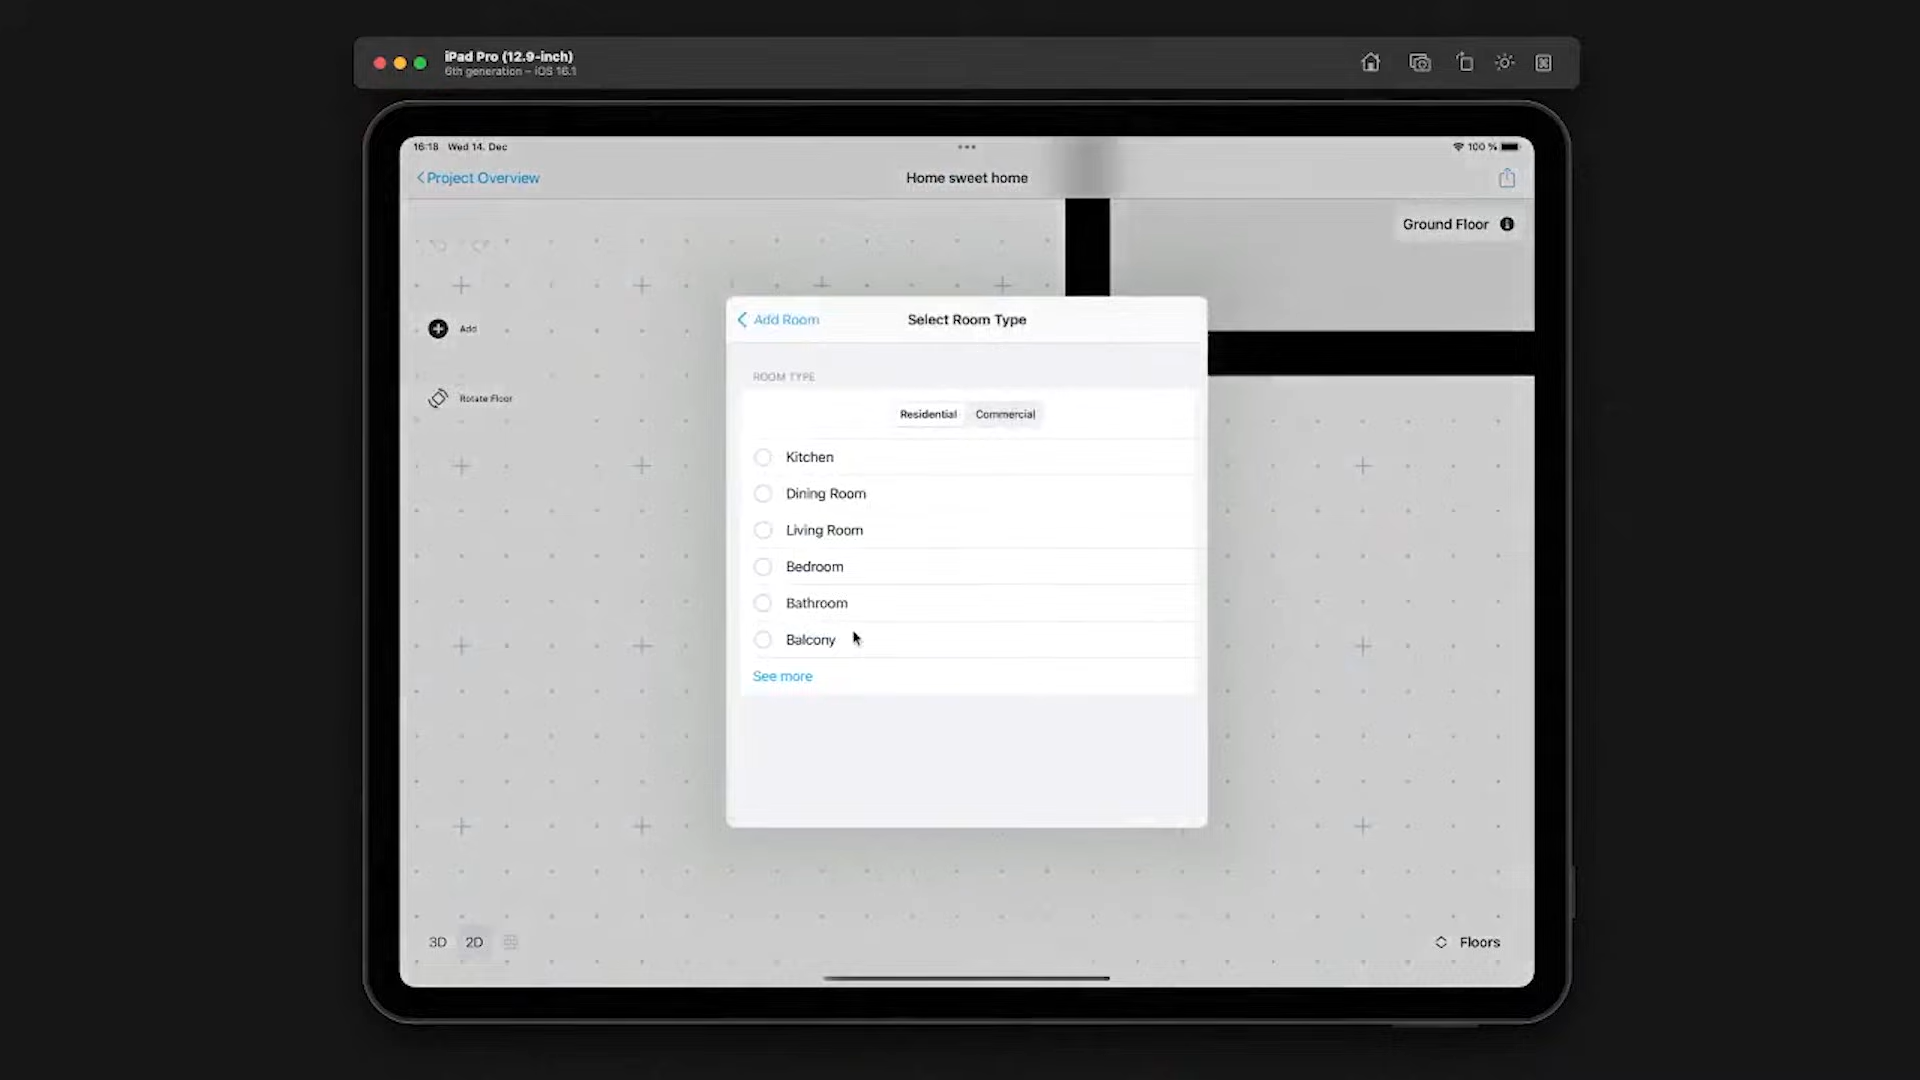 iPad Pro (12.9-inch)
6th generation – iOS 16.1
16:18 Wed 14. Dec
100 %
Project Overview
Home sweet home
Ground Floor
Add
Rotate Floor
Add Room
Select Room Type
ROOM TYPE
Residential
Commercial
Kitchen
Dining Room
Living Room
Bedroom
Bathroom
Balcony
See more
3D
2D
Floors